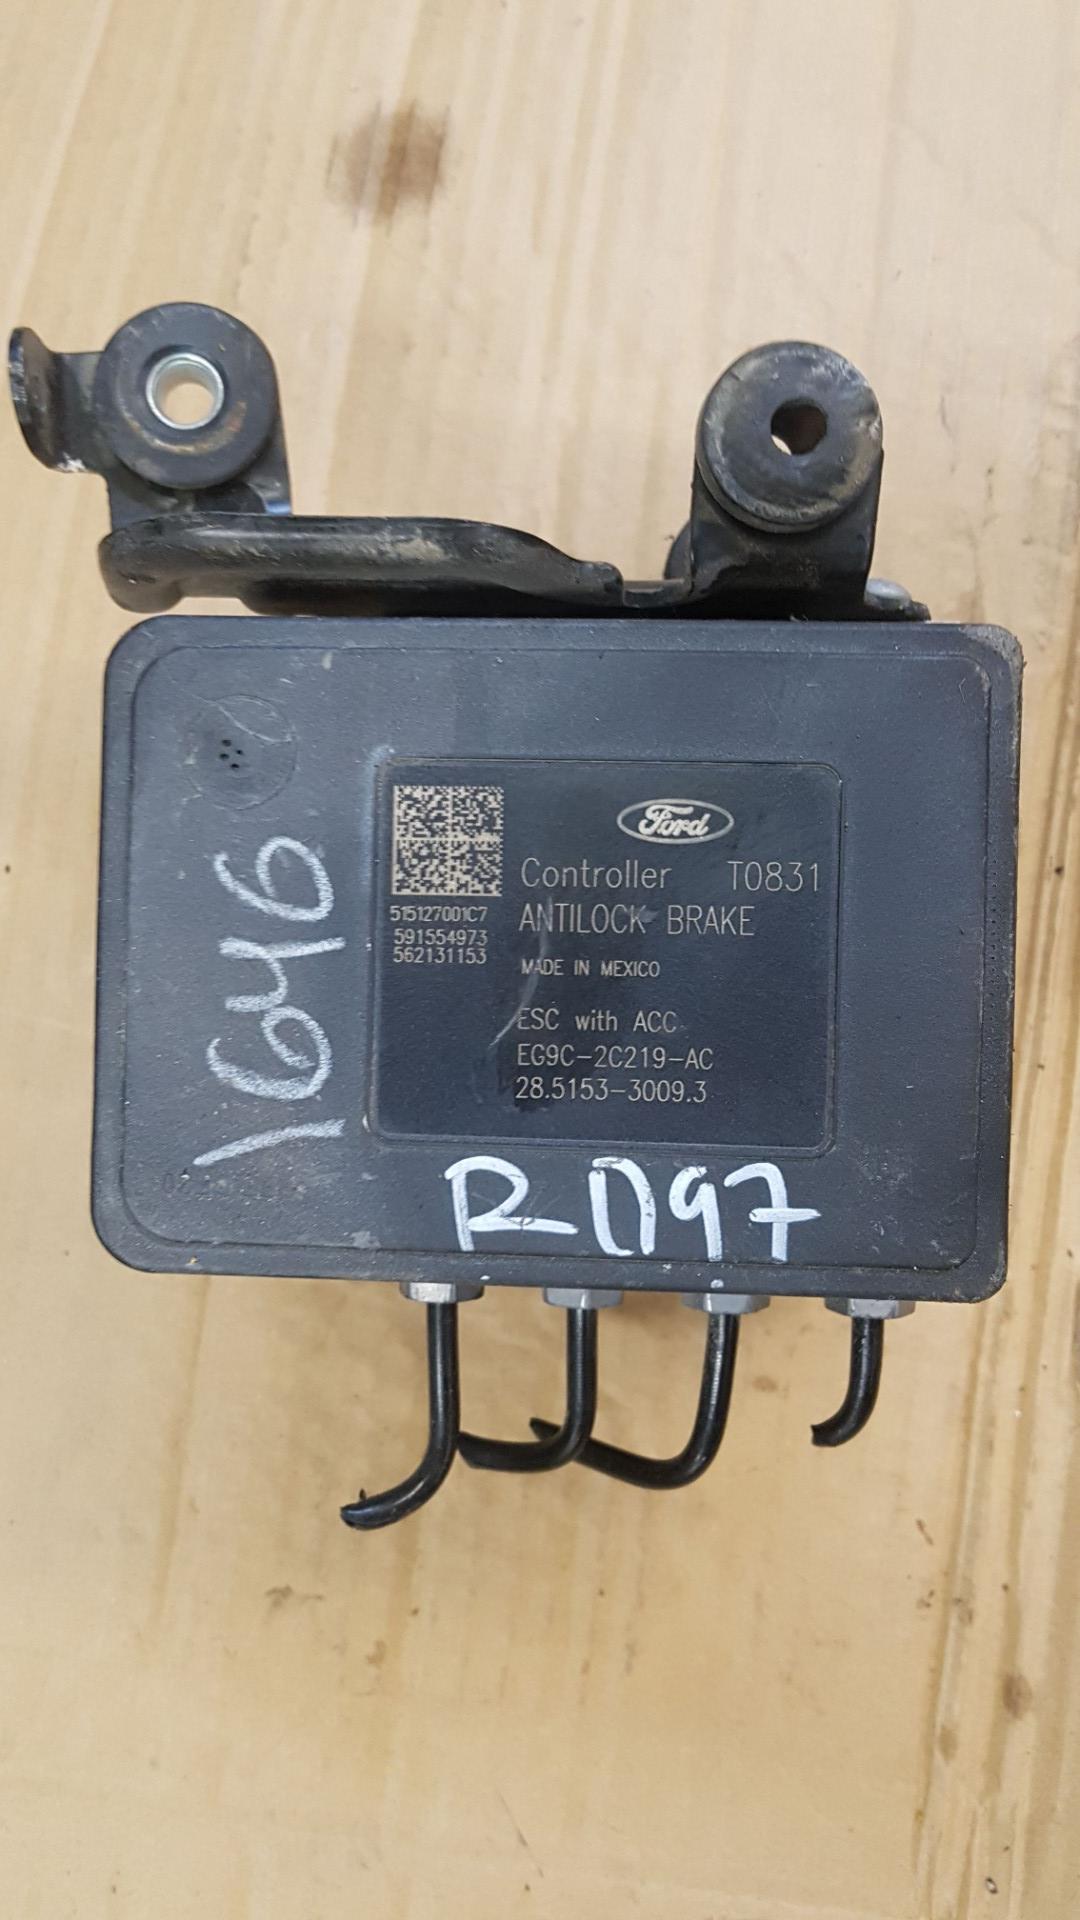 Ford
Controller T0831
ANTILOCK BRAKE
MADE IN MEXICO
ESC with ACC
EG9C-2C219-AC
28.5153-3009.3
515127001C7
591554973
562131153
1646
R1797